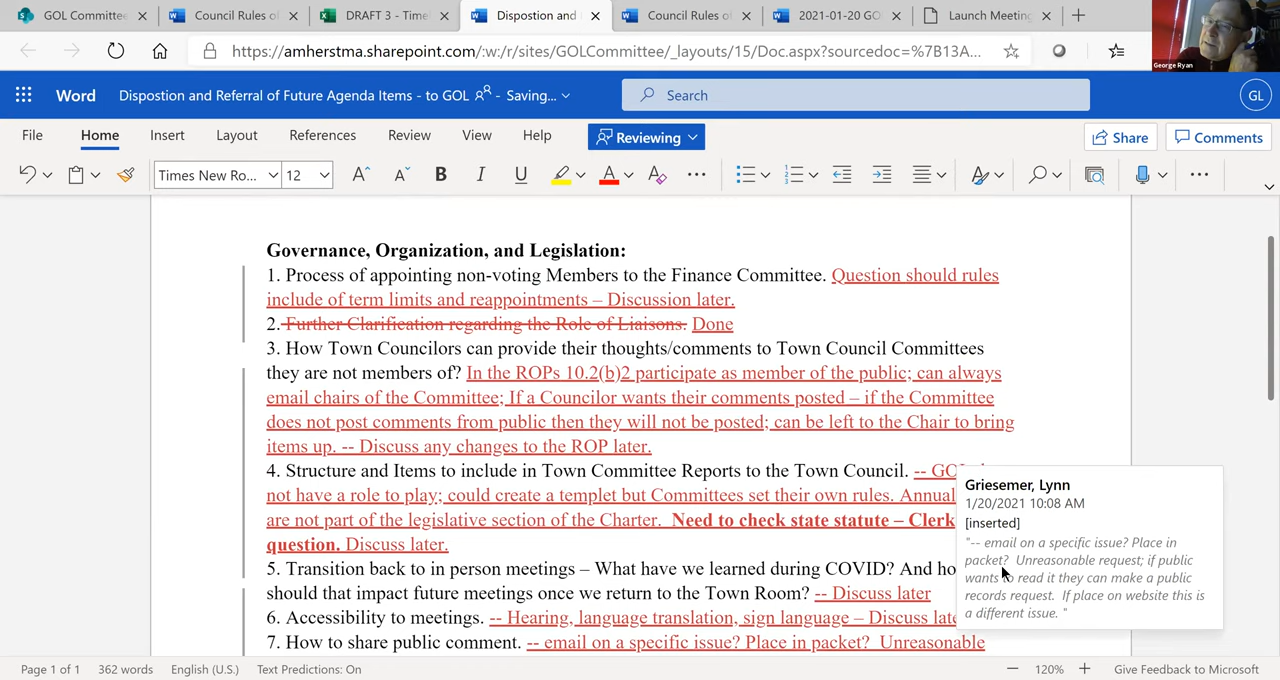 GOL Committee
Council Rules of
DRAFT 3 - Timel
Dispostion and
Council Rules of
2021-01-20 GO
Launch Meeting
https://amherstma.sharepoint.com/:w:/r/sites/GOLCommittee/_layouts/15/Doc.aspx?sourcedoc=%7B13A...
George Ryan
Word
Dispostion and Referral of Future Agenda Items - to GOL - Saving...
Search
GL
File
Home
Insert
Layout
References
Review
View
Help
Reviewing
Share
Comments
Times New Ro...
12
Governance, Organization, and Legislation:
1. Process of appointing non-voting Members to the Finance Committee. Question should rules
include of term limits and reappointments – Discussion later.
2. Further Clarification regarding the Role of Liaisons. Done
3. How Town Councilors can provide their thoughts/comments to Town Council Committees
they are not members of? In the ROPs 10.2(b)2 participate as member of the public; can always
email chairs of the Committee; If a Councilor wants their comments posted – if the Committee
does not post comments from public then they will not be posted; can be left to the Chair to bring
items up. -- Discuss any changes to the ROP later.
4. Structure and Items to include in Town Committee Reports to the Town Council. -- GOL
not have a role to play; could create a templet but Committees set their own rules. Annual
are not part of the legislative section of the Charter. Need to check state statute – Clerk
question. Discuss later.
5. Transition back to in person meetings – What have we learned during COVID? And ho
should that impact future meetings once we return to the Town Room? -- Discuss later
6. Accessibility to meetings. -- Hearing, language translation, sign language – Discuss late
7. How to share public comment. -- email on a specific issue? Place in packet? Unreasonable
Griesemer, Lynn
1/20/2021 10:08 AM
[inserted]
"-- email on a specific issue? Place in
packet? Unreasonable request; if public
wants to read it they can make a public
records request. If place on website this is
a different issue. "
Page 1 of 1
362 words
English (U.S.)
Text Predictions: On
120%
Give Feedback to Microsoft